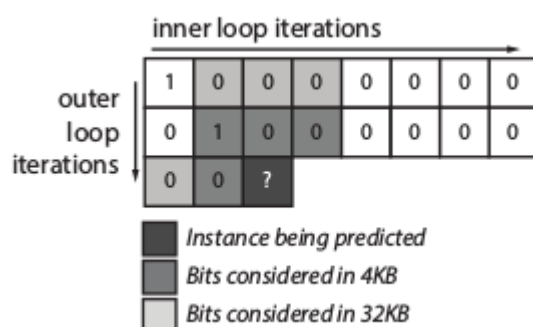 inner loop iterations
outer
loop
iterations
1 0 0 0 0 0 0 0
0 1 0 0 0 0 0 0
0 0 ?
Instance being predicted
Bits considered in 4KB
Bits considered in 32KB